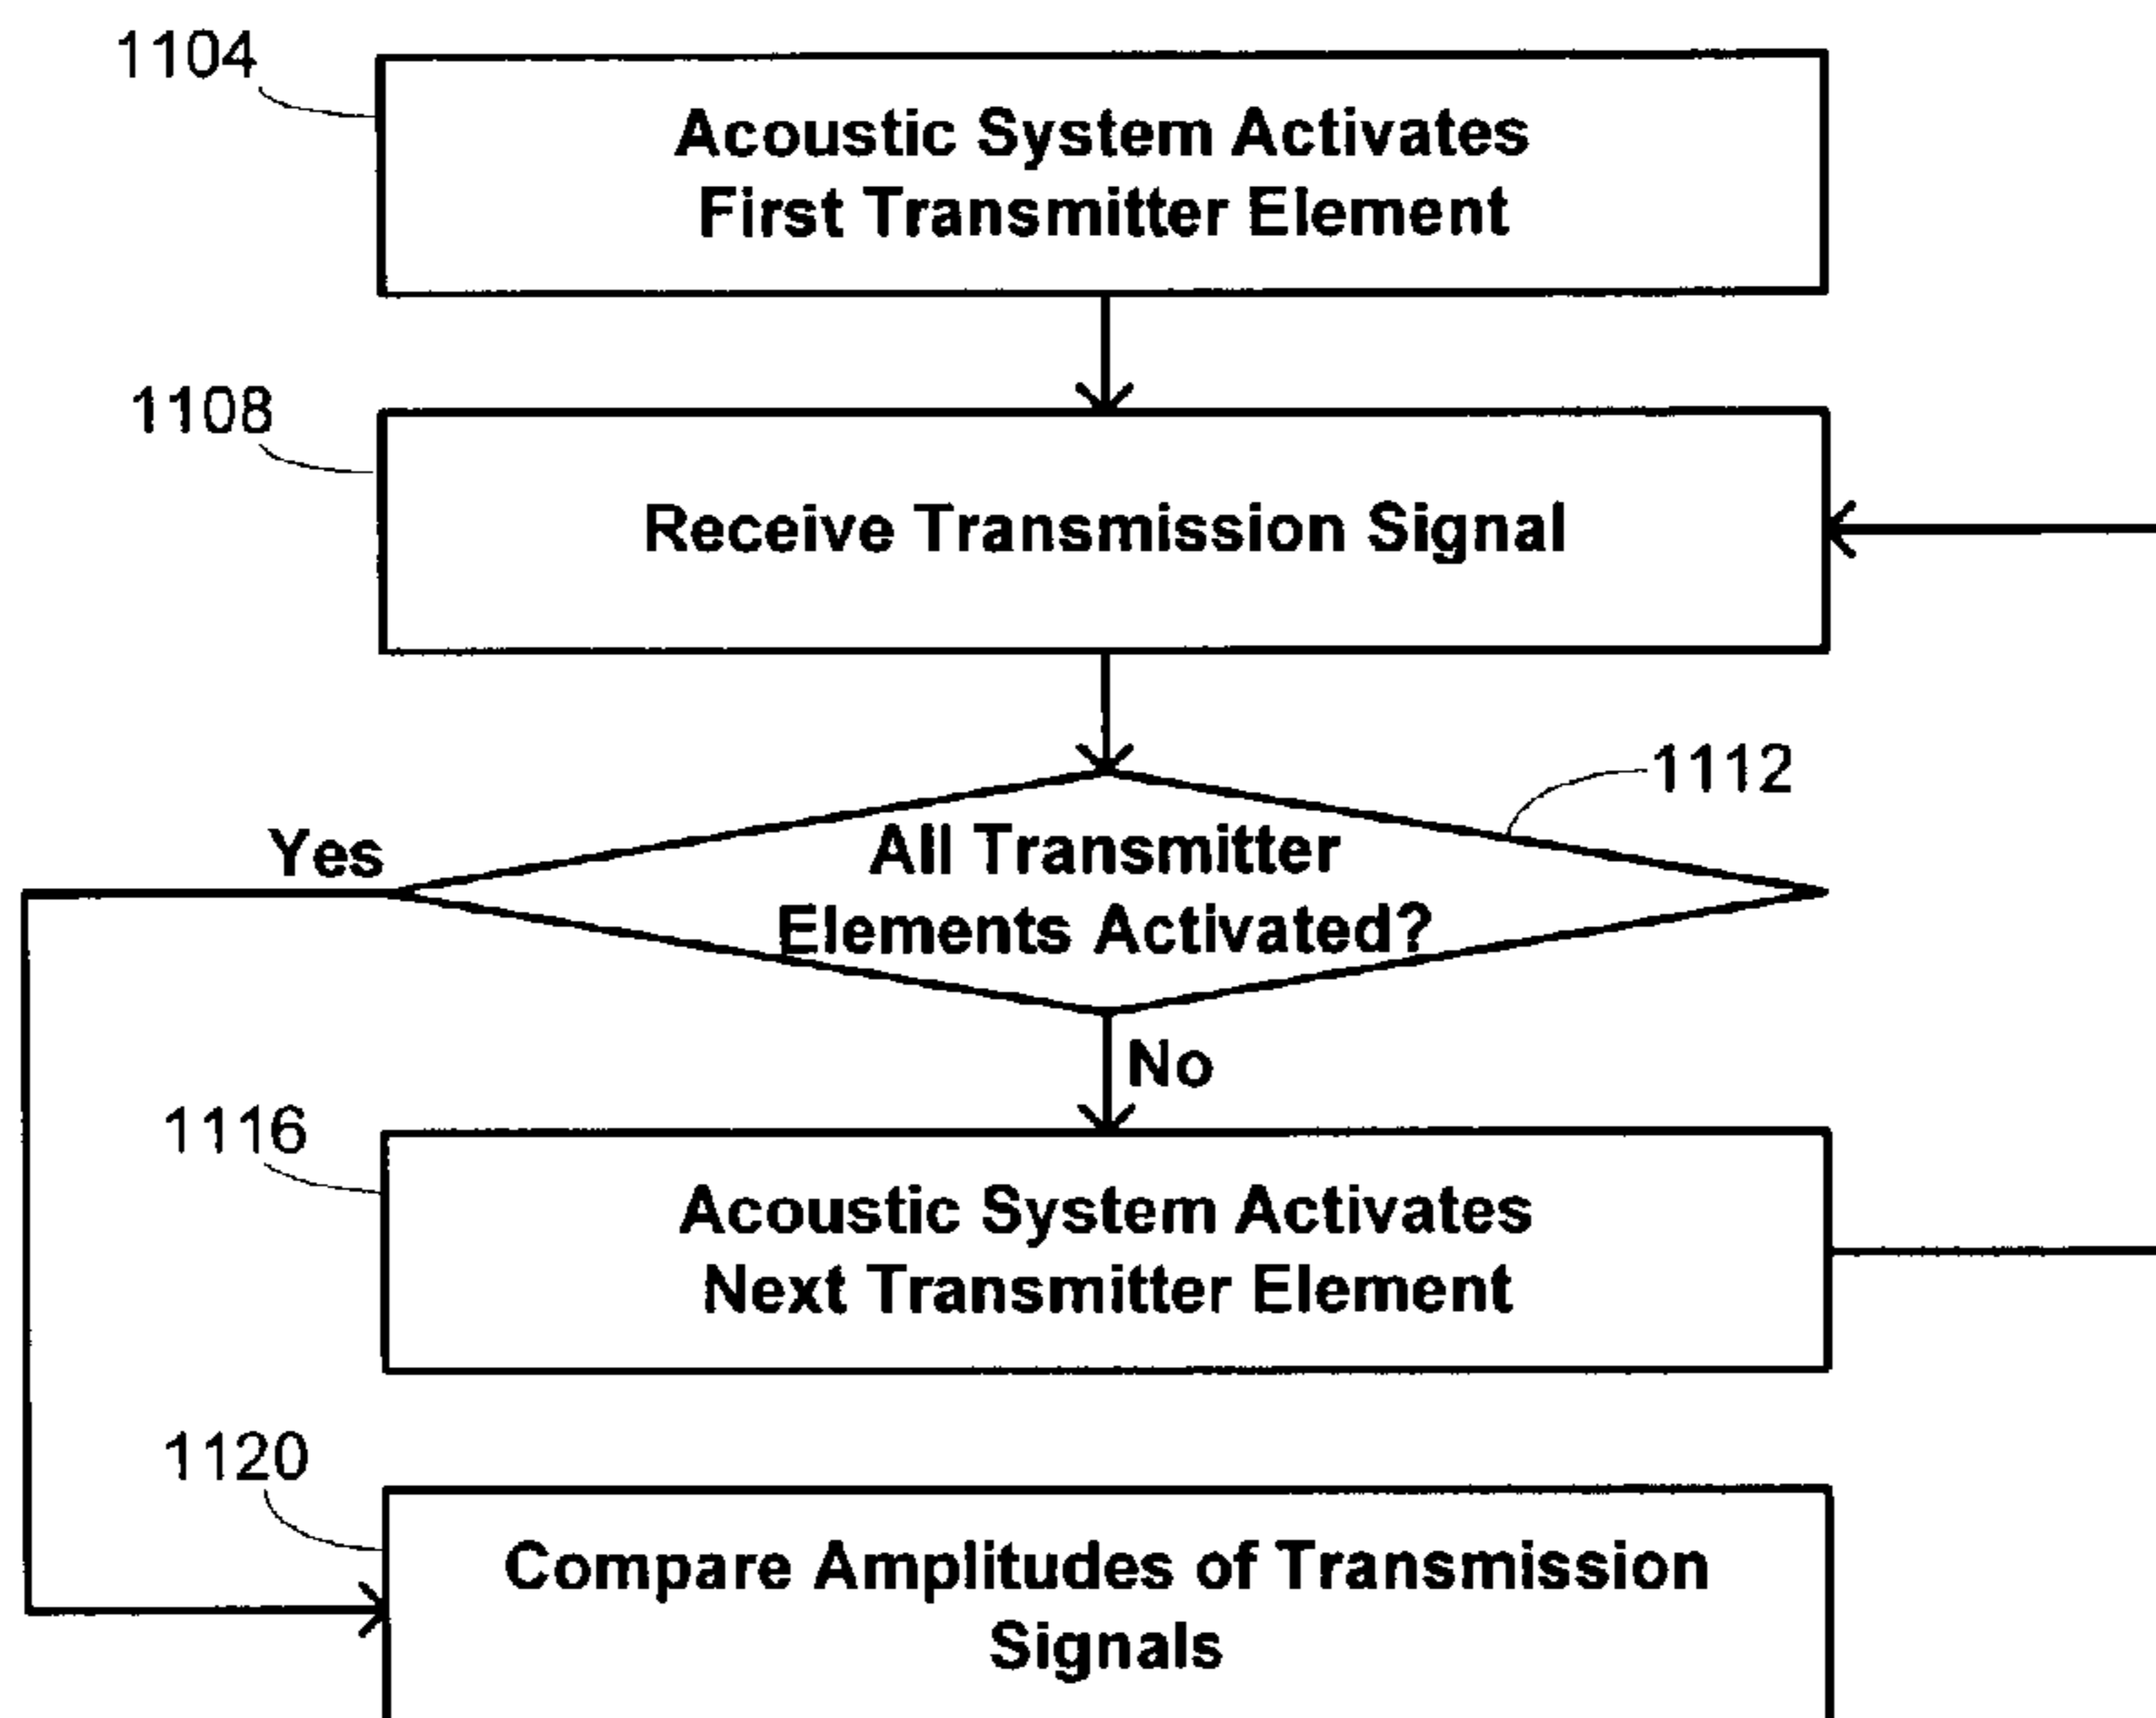 1104
Acoustic System Activates
First Transmitter Element
1108
Receive Transmission Signal
1112
All Transmitter
Elements Activated?
Yes
No
1116
Acoustic System Activates
Next Transmitter Element
1120
Compare Amplitudes of Transmission
Signals